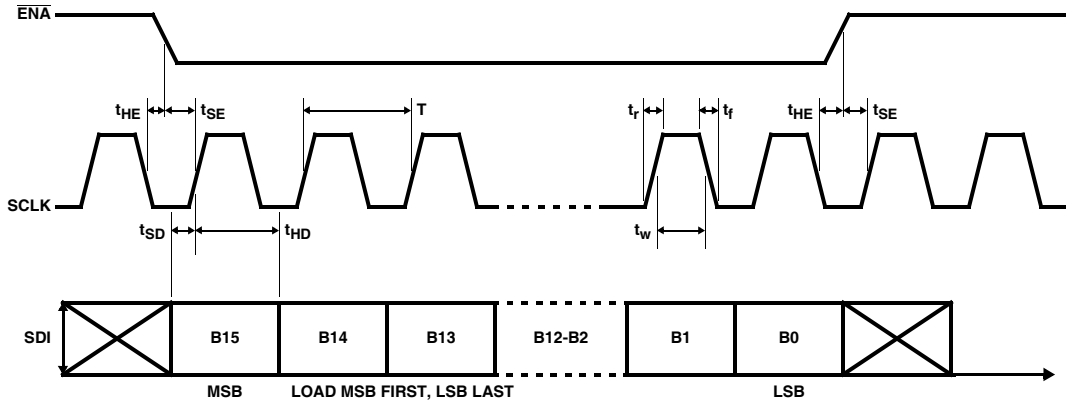 ENA
tHE tSE T tr tf tHE tSE
SCLK
tSD tHD tw
SDI B15 B14 B13 B12-B2 B1 B0
MSB LOAD MSB FIRST, LSB LAST LSB